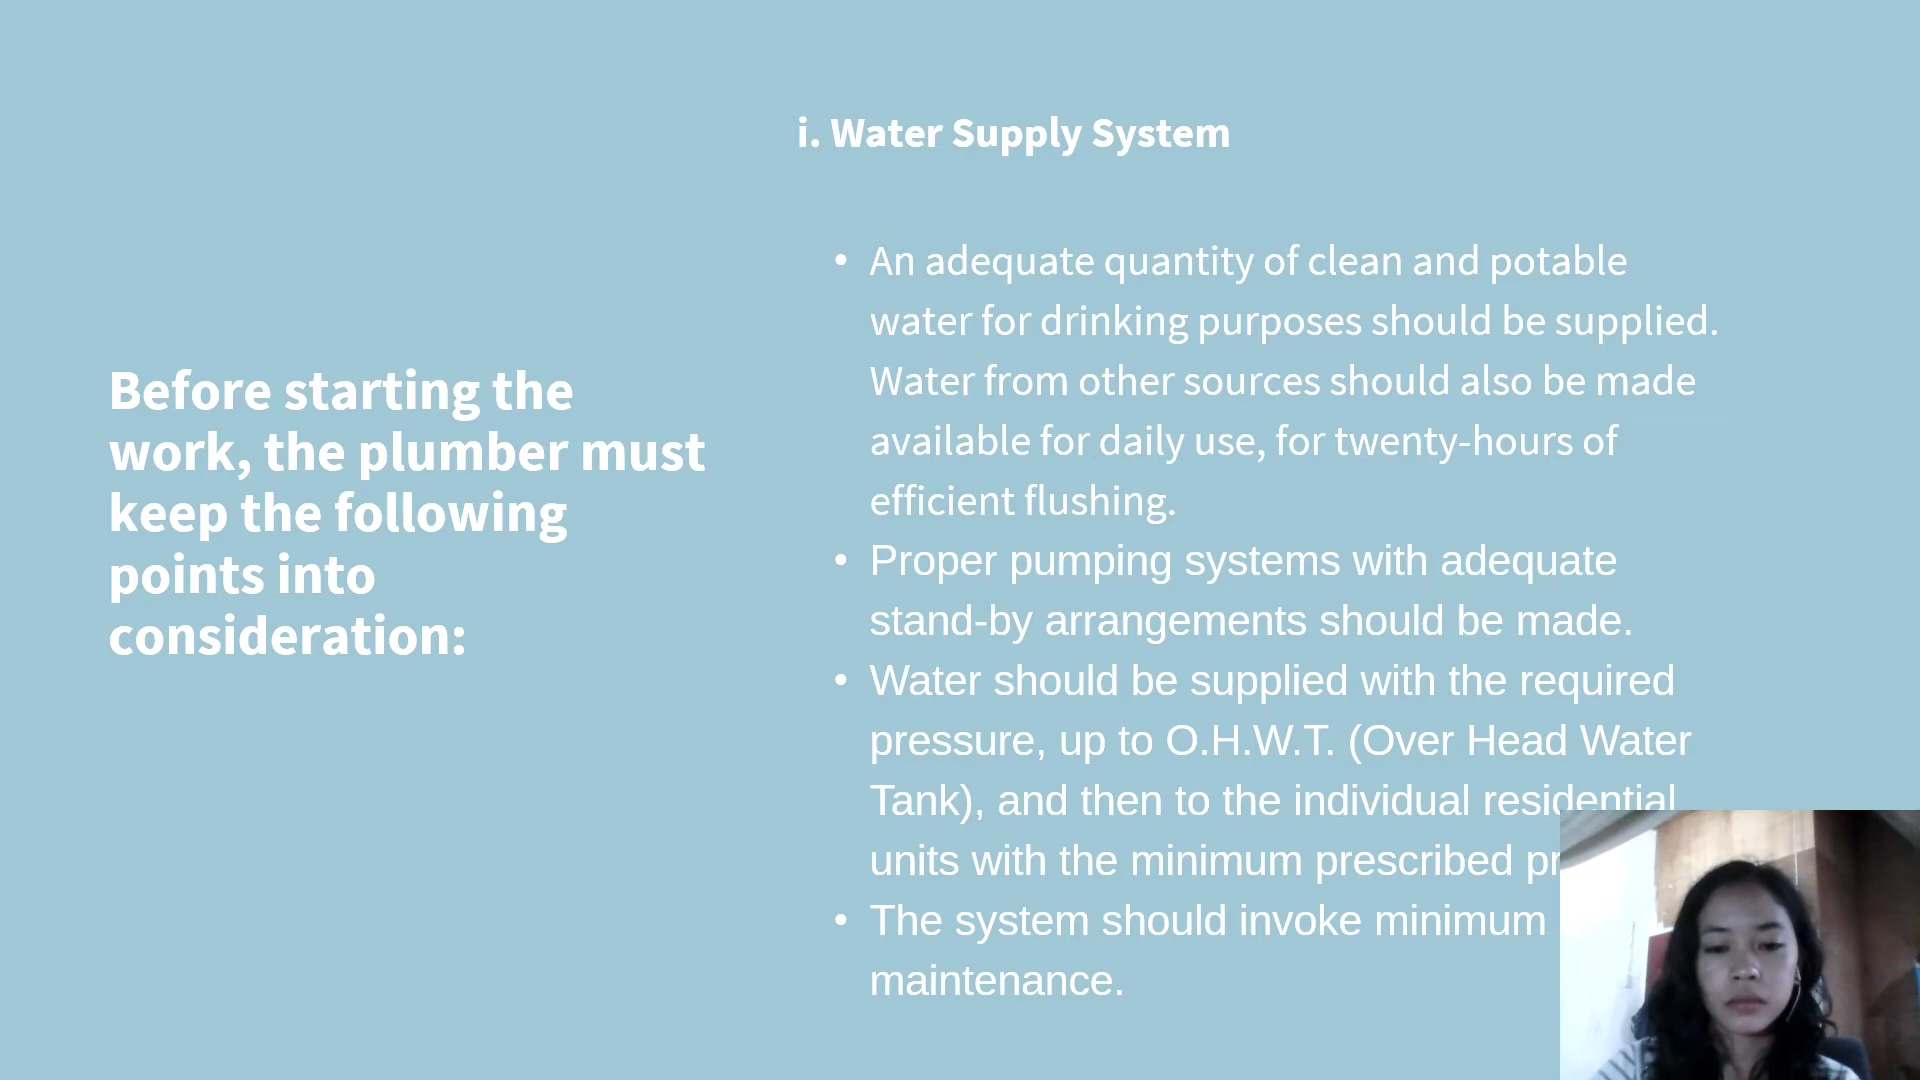 Before starting the
work, the plumber must
keep the following
points into
consideration:
i. Water Supply System
• An adequate quantity of clean and potable
water for drinking purposes should be supplied.
Water from other sources should also be made
available for daily use, for twenty-hours of
efficient flushing.
• Proper pumping systems with adequate
stand-by arrangements should be made.
• Water should be supplied with the required
pressure, up to O.H.W.T. (Over Head Water
Tank), and then to the individual residential
units with the minimum prescribed
• The system should invoke minimum
maintenance.